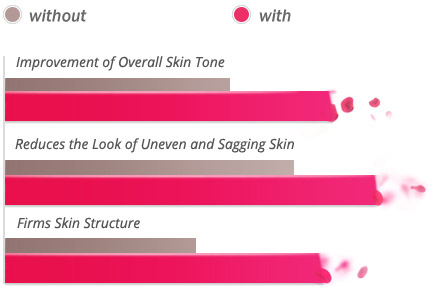 without
with
Improvement of Overall Skin Tone
Reduces the Look of Uneven and Sagging Skin
Firms Skin Structure